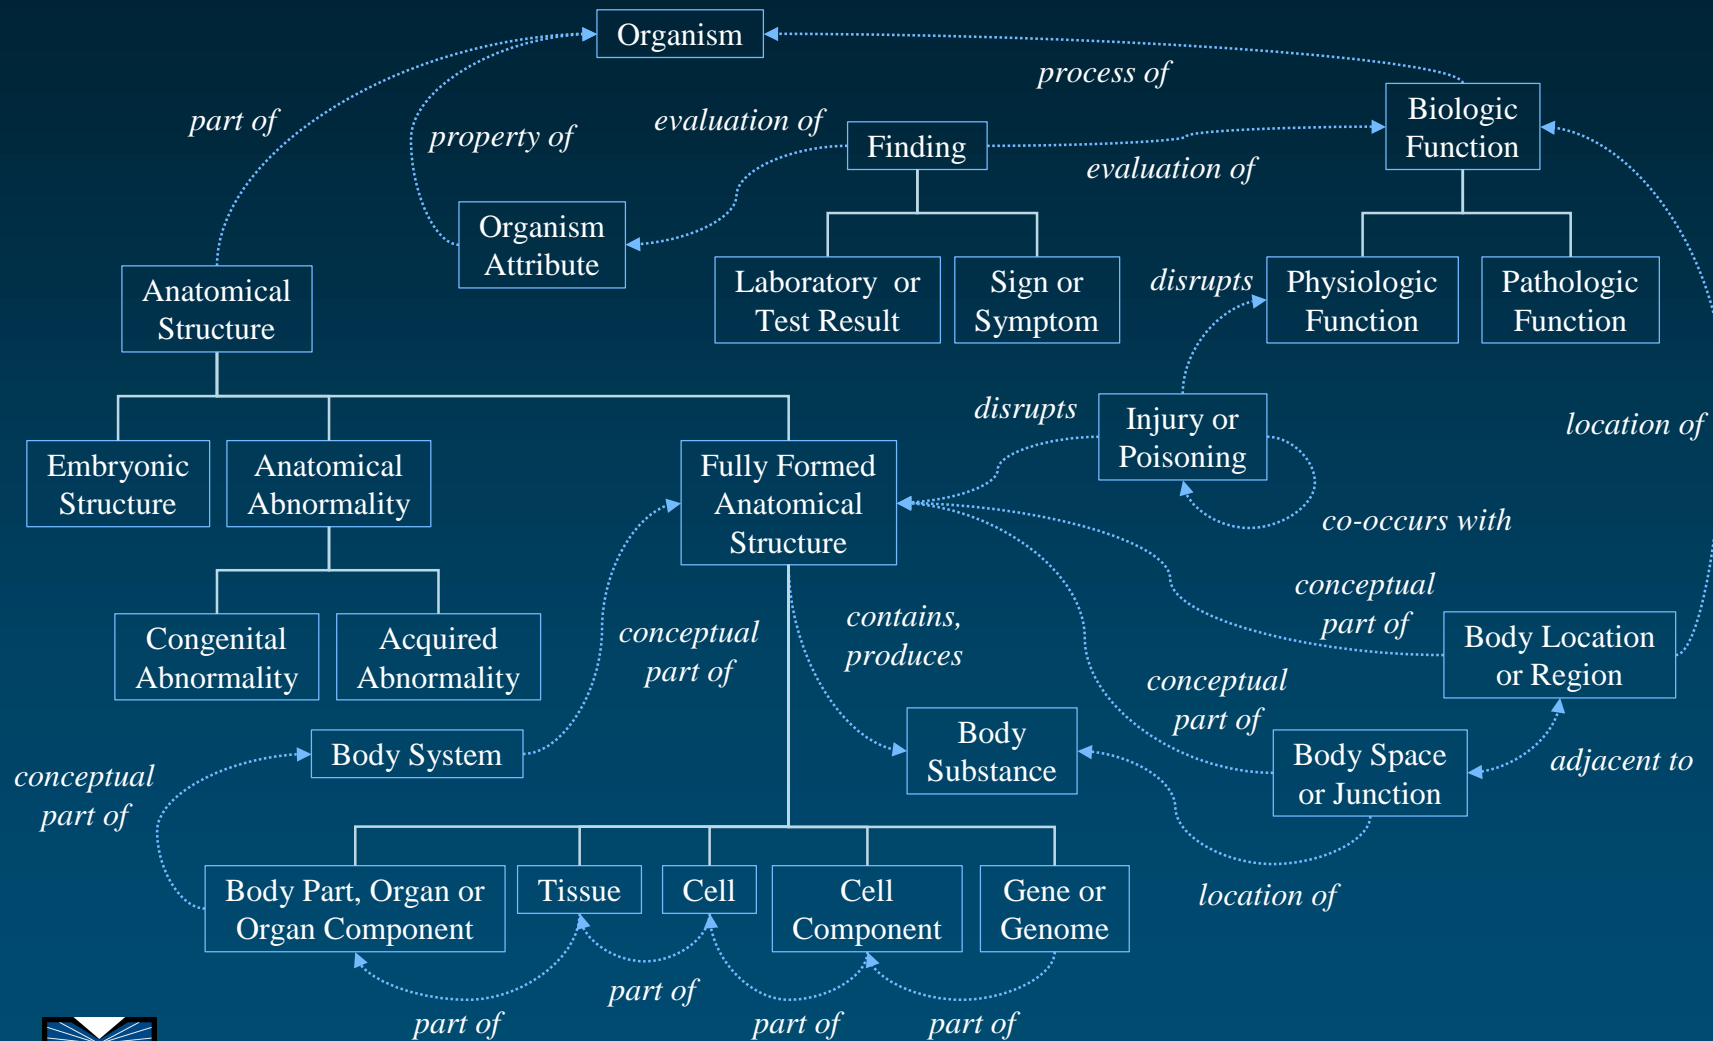 Organism
process of
Biologic
Function
part of
property of
evaluation of
Finding
evaluation of
Organism
Attribute
Laboratory or
Test Result
Sign or
Symptom
disrupts
Physiologic
Function
Pathologic
Function
Anatomical
Structure
disrupts
Injury or
Poisoning
location of
Embryonic
Structure
Anatomical
Abnormality
Fully Formed
Anatomical
Structure
co-occurs with
conceptual
part of
Congenital
Abnormality
Acquired
Abnormality
conceptual
part of
contains,
produces
Body Location
or Region
conceptual
part of
Body System
Body
Substance
Body Space
or Junction
adjacent to
conceptual
part of
Body Part, Organ or
Organ Component
Tissue
Cell
Cell
Component
Gene or
Genome
location of
part of
part of
part of
part of